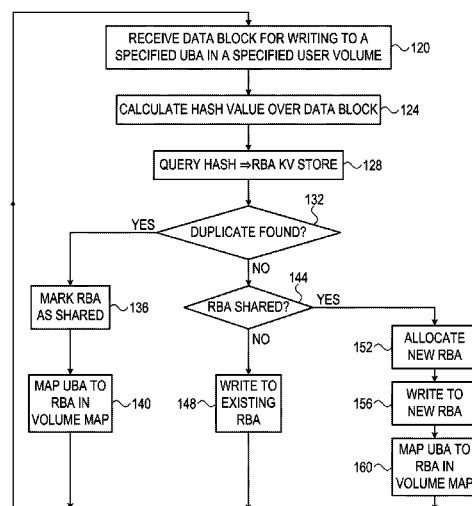 RECEIVE DATA BLOCK FOR WRITING TO A
SPECIFIED UBA IN A SPECIFIED USER VOLUME
120
CALCULATE HASH VALUE OVER DATA BLOCK
124
QUERY HASH ⇒RBA KV STORE
128
132
YES
DUPLICATE FOUND?
NO
144
MARK RBA
AS SHARED
136
RBA SHARED?
YES
NO
152
ALLOCATE
NEW RBA
MAP UBA TO
RBA IN
VOLUME MAP
140
148
WRITE TO
EXISTING
RBA
156
WRITE TO
NEW RBA
160
MAP UBA TO
RBA IN
VOLUME MAP